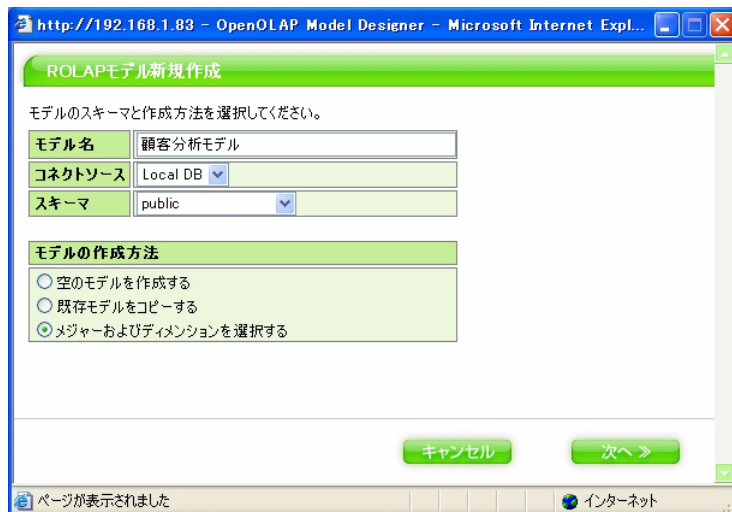 http://192.168.1.83 - OpenOLAP Model Designer - Microsoft Internet Expl...
ROLAPモデル新規作成
モデルのスキーマと作成方法を選択してください。
モデル名 顧客分析モデル
コネクトソース Local DB
スキーマ public
モデルの作成方法
空のモデルを作成する
既存モデルをコピーする
メジャーおよびディメンションを選択する
キャンセル 次へ ≫
ページが表示されました インターネット